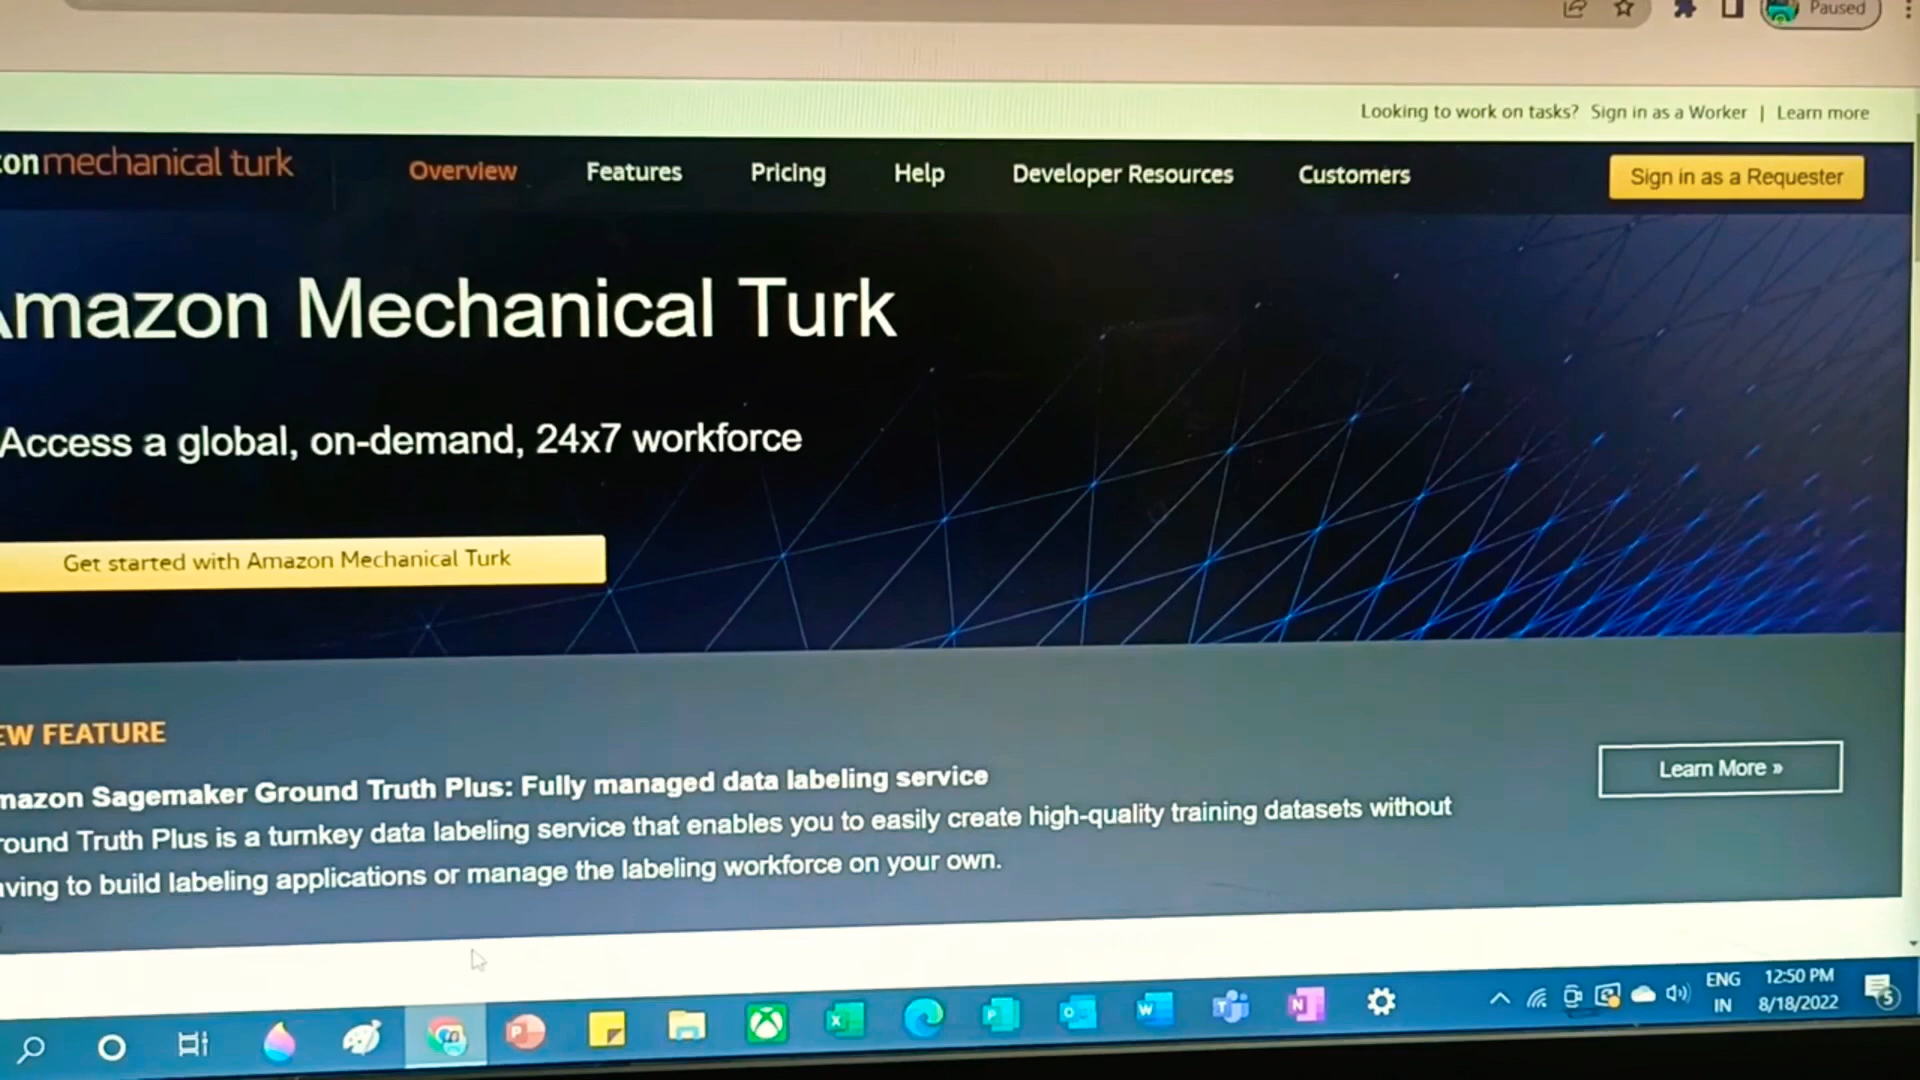 Paused
Looking to work on tasks? Sign in as a Worker | Learn more
on mechanical turk
Overview Features Pricing Help Developer Resources Customers Sign in as a Requester
Amazon Mechanical Turk
Access a global, on-demand, 24x7 workforce
Get started with Amazon Mechanical Turk
EW FEATURE
mazon Sagemaker Ground Truth Plus: Fully managed data labeling service
round Truth Plus is a turnkey data labeling service that enables you to easily create high-quality training datasets without
aving to build labeling applications or manage the labeling workforce on your own.
Learn More »
ENG 12:50 PM
IN 8/18/2022
5